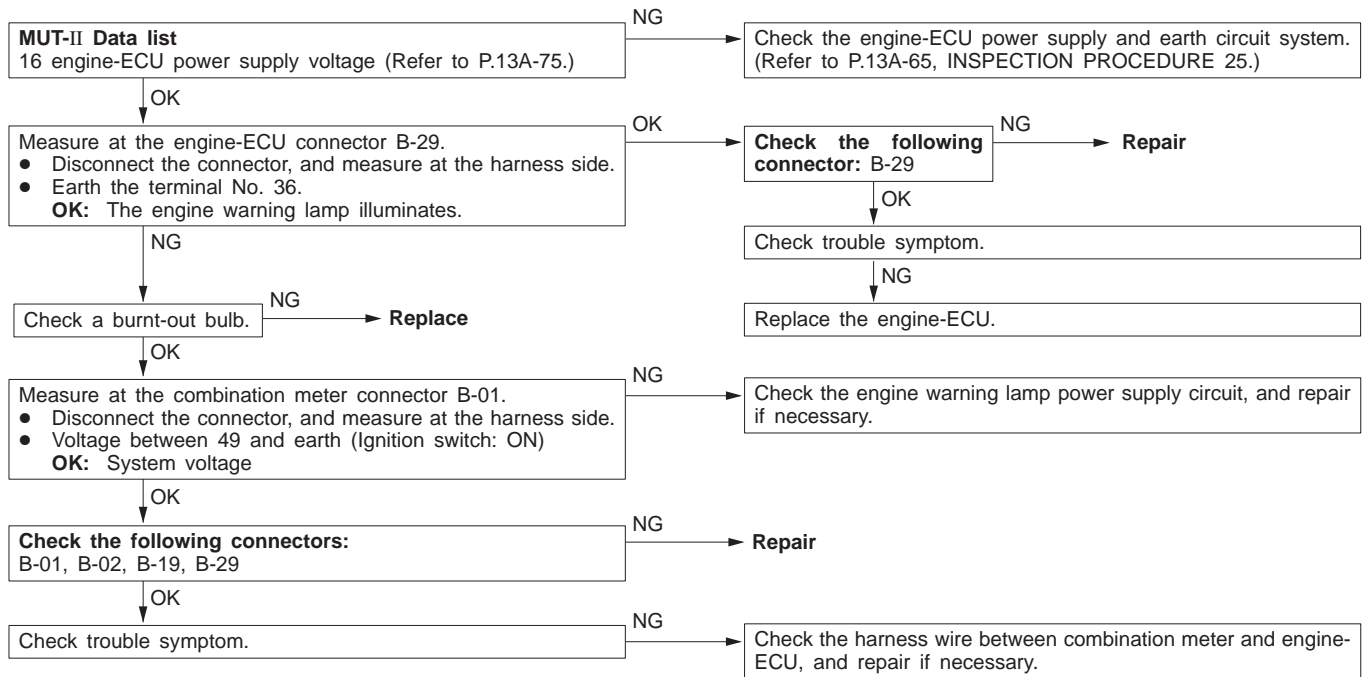 NG
MUT-II Data list
16 engine-ECU power supply voltage (Refer to P.13A-75.)
Check the engine-ECU power supply and earth circuit system.
(Refer to P.13A-65, INSPECTION PROCEDURE 25.)
OK
Measure at the engine-ECU connector B-29.
● Disconnect the connector, and measure at the harness side.
● Earth the terminal No. 36.
OK: The engine warning lamp illuminates.
OK
Check the following
connector: B-29
NG
Repair
OK
Check trouble symptom.
NG
Replace the engine-ECU.
NG
Check a burnt-out bulb.
NG
Replace
OK
Measure at the combination meter connector B-01.
● Disconnect the connector, and measure at the harness side.
● Voltage between 49 and earth (Ignition switch: ON)
OK: System voltage
NG
Check the engine warning lamp power supply circuit, and repair
if necessary.
OK
Check the following connectors:
B-01, B-02, B-19, B-29
NG
Repair
OK
Check trouble symptom.
NG
Check the harness wire between combination meter and engine-
ECU, and repair if necessary.